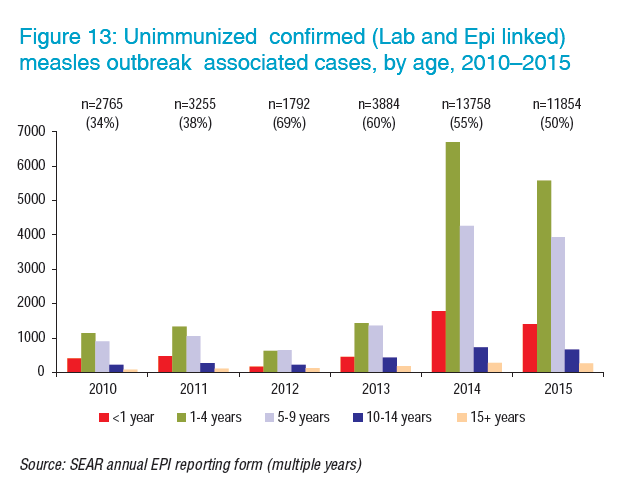 Figure 13: Unimmunized confirmed (Lab and Epi linked)
measles outbreak associated cases, by age, 2010–2015
n=2765 n=3255 n=1792 n=3884 n=13758 n=11854
(34%) (38%) (69%) (60%) (55%) (50%)
7000
6000
5000
4000
3000
2000
1000
0
2010 2011 2012 2013 2014 2015
<1 year 1-4 years 5-9 years 10-14 years 15+ years
Source: SEAR annual EPI reporting form (multiple years)